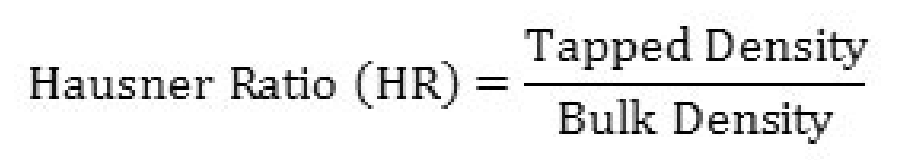 Hausner Ratio (HR) = Tapped Density / Bulk Density